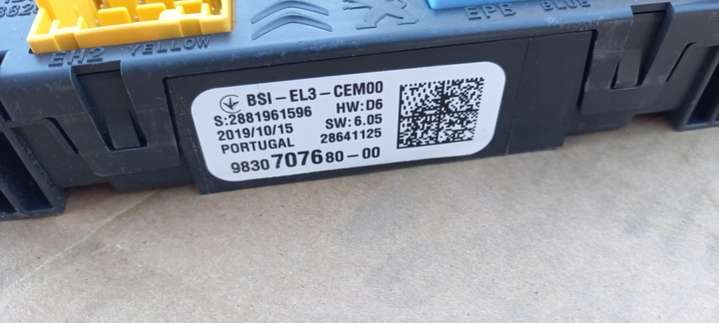 EH2 YELLOW
EPB BLUE
BSI-EL3-CEM00
S:2881961596 HW:D6
2019/10/15 SW:6.05
PORTUGAL 28641125
9830707680-00